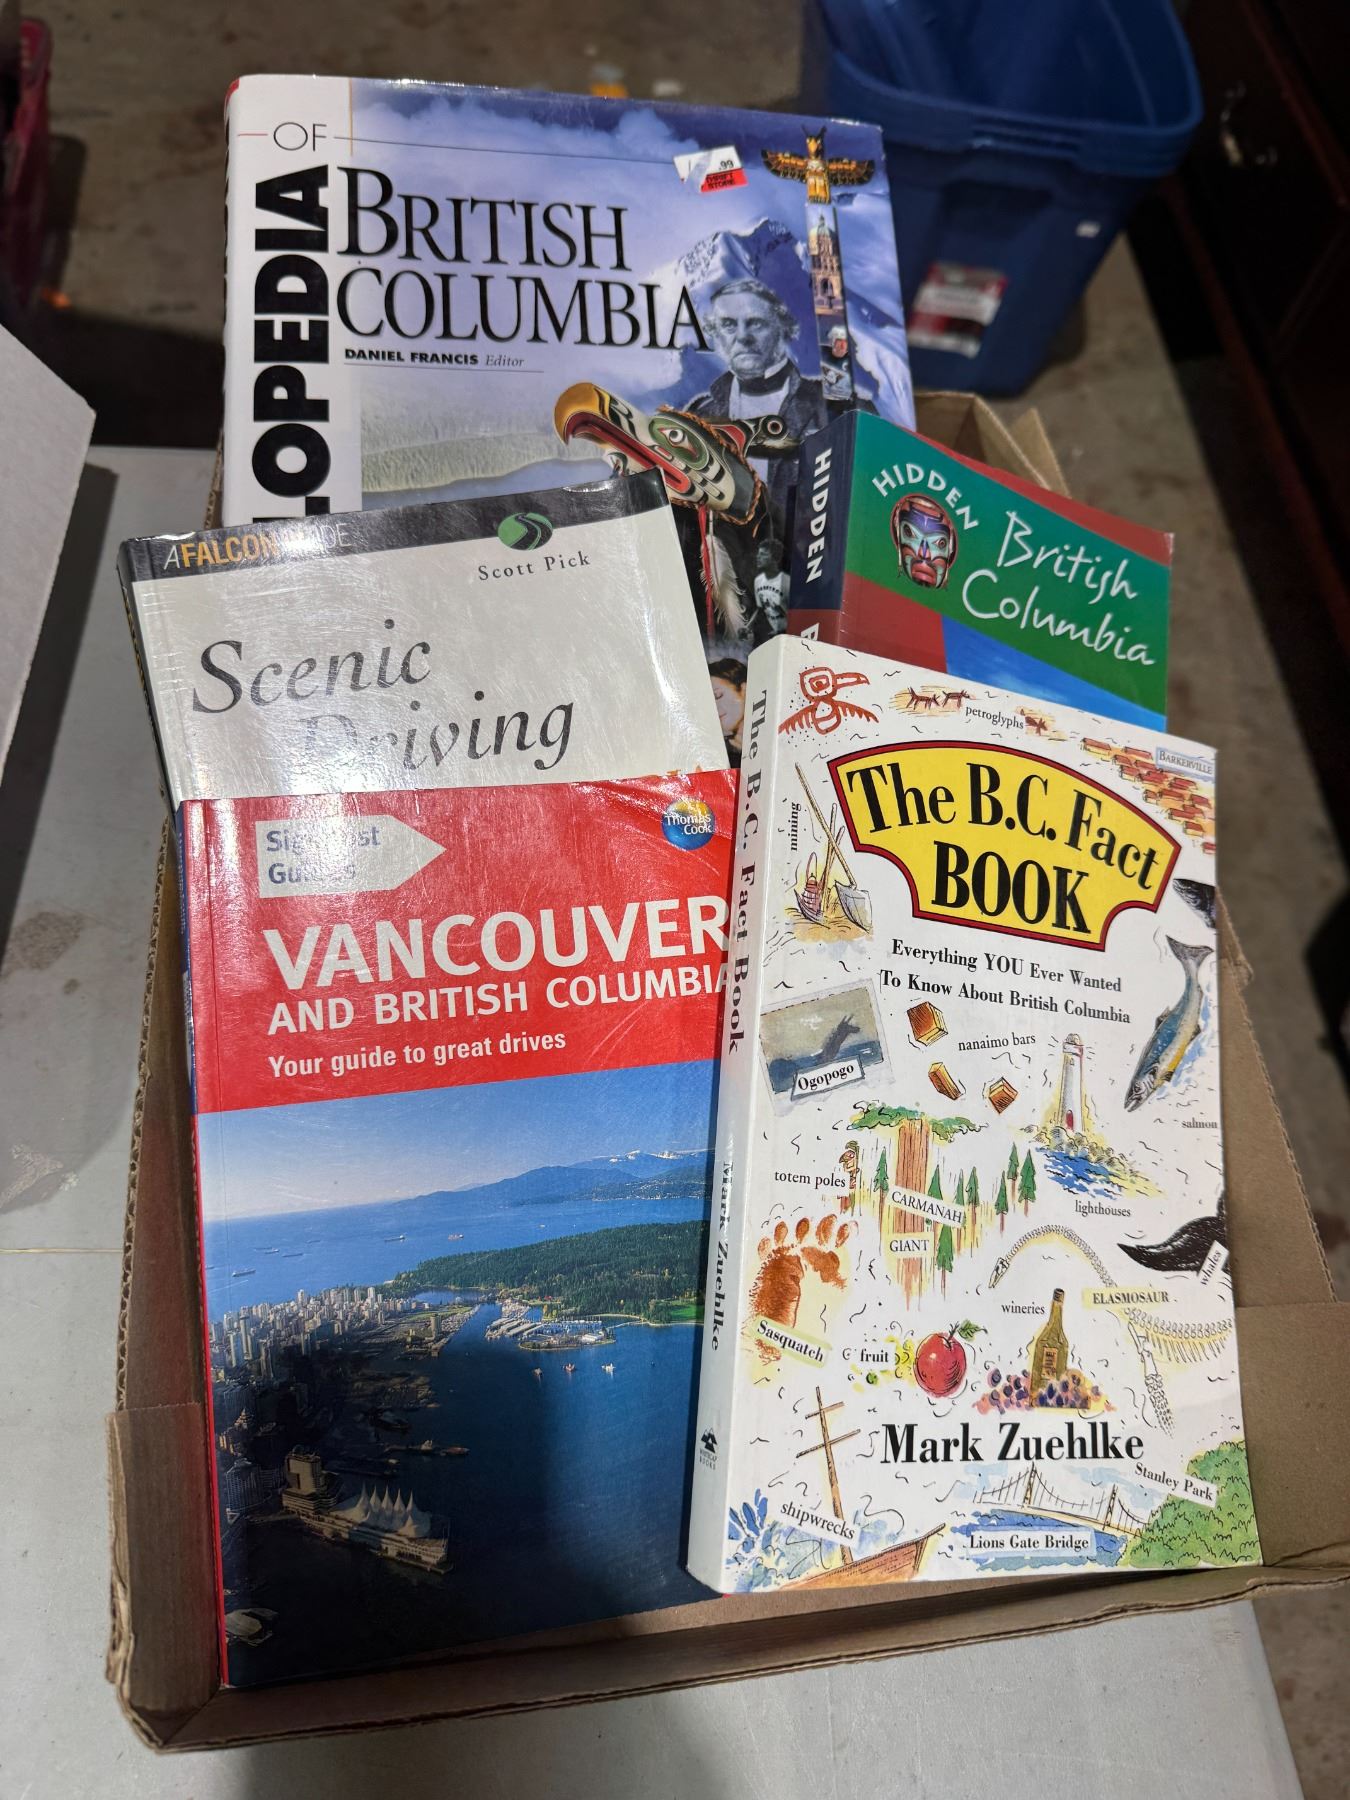 OF
LOPEDIA
BRITISH
COLUMBIA
DANIEL FRANCIS Editor
.99
THRIFT
STORE
A FALCON GUIDE
Scott Pick
Scenic
Driving
HIDDEN
HIDDEN
British
Columbia
Sightseeing
Thomas
Cook
VANCOUVER
AND BRITISH COLUMBIA
Your guide to great drives
The B.C. Fact Book
Mark Zuehlke
petroglyphs
BARKERVILLE
mining
The B.C. Fact
BOOK
Everything YOU Ever Wanted
To Know About British Columbia
nanaimo bars
Ogopogo
salmon
totem poles
CARMANAH
GIANT
lighthouses
whales
wineries
ELASMOSAUR
Sasquatch
fruit
Mark Zuehlke
Stanley Park
shipwrecks
Lions Gate Bridge